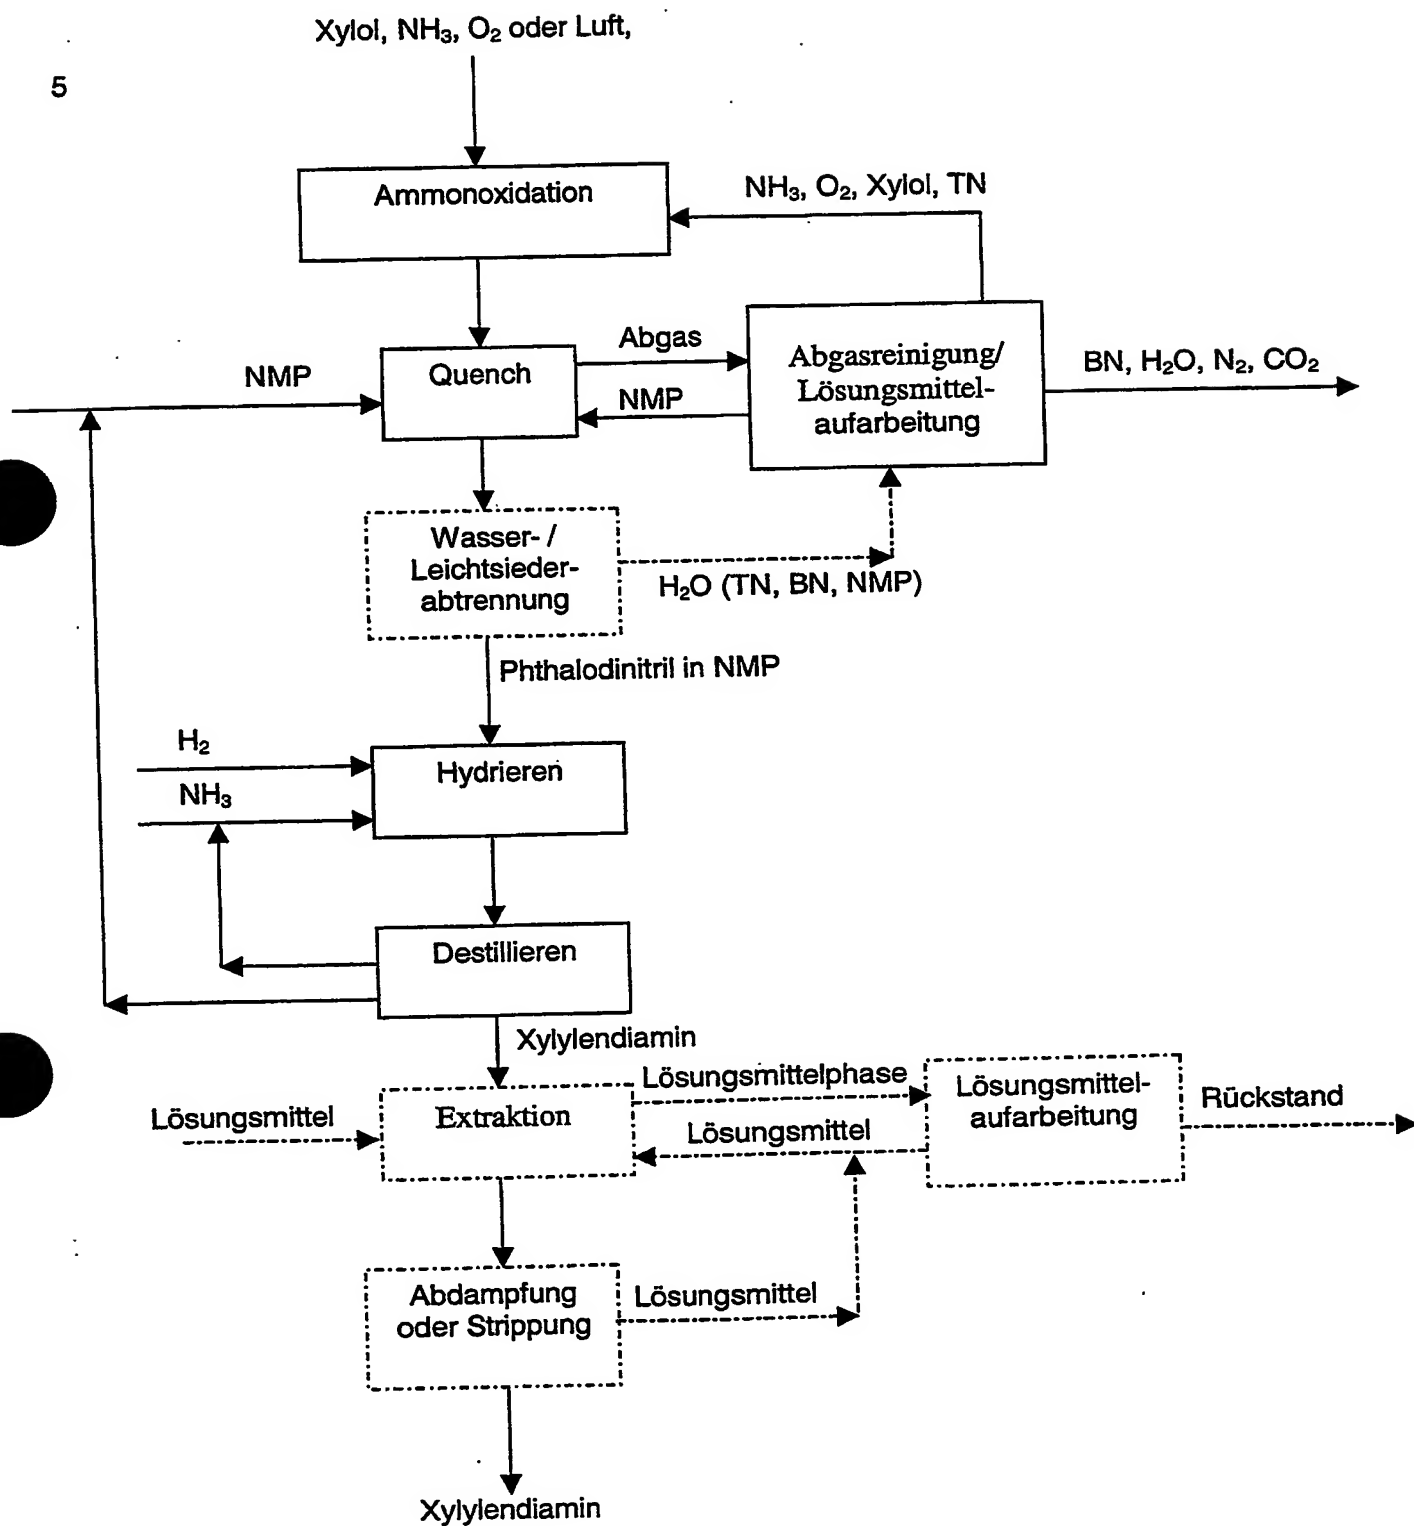 Xylol, NH₃, O₂ oder Luft,
5
Ammonoxidation
NH₃, O₂, Xylol, TN
Quench
Abgas
NMP
NMP
Abgasreinigung/
Lösungsmittel-
aufarbeitung
BN, H₂O, N₂, CO₂
Wasser- /
Leichtsieder-
abtrennung
H₂O (TN, BN, NMP)
Phthalodinitril in NMP
H₂
NH₃
Hydrieren
Destillieren
Xylylendiamin
Lösungsmittel
Extraktion
Lösungsmittelphase
Lösungsmittel
Lösungsmittel-
aufarbeitung
Rückstand
Abdampfung
oder Strippung
Lösungsmittel
Xylylendiamin